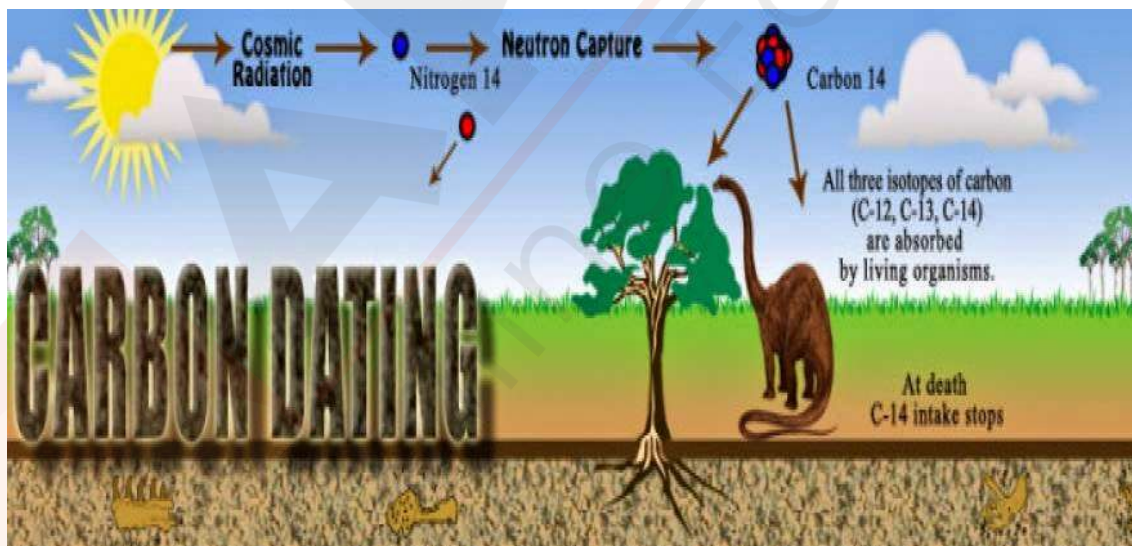 Cosmic
Radiation
Nitrogen 14
Neutron Capture
Carbon 14
All three isotopes of carbon
(C-12, C-13, C-14)
are absorbed
by living organisms.
CARBON DATING
At death
C-14 intake stops